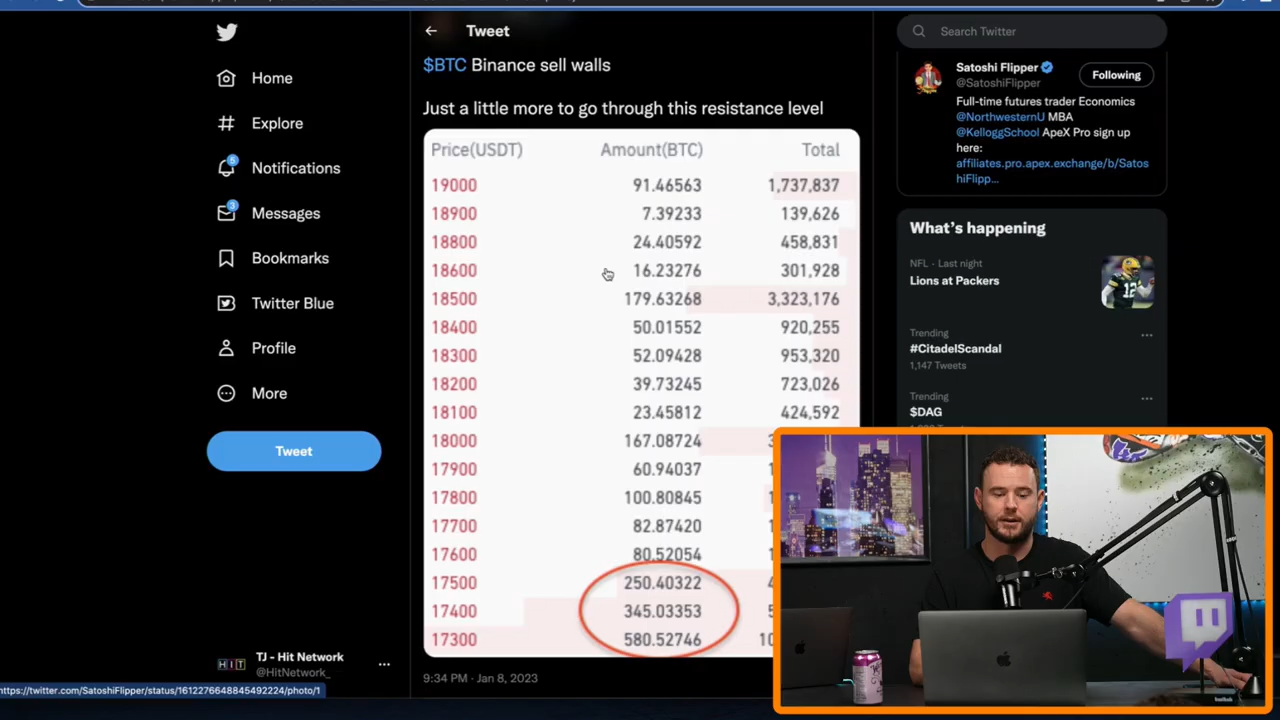 Tweet
$BTC Binance sell walls
Just a little more to go through this resistance level
Price(USDT) Amount(BTC) Total
19000 91.46563 1,737,837
18900 7.39233 139,626
18800 24.40592 458,831
18600 16.23276 301,928
18500 179.63268 3,323,176
18400 50.01552 920,255
18300 52.09428 953,320
18200 39.73245 723,026
18100 23.45812 424,592
18000 167.08724
17900 60.94037
17800 100.80845
17700 82.87420
17600 80.52054
17500 250.40322
17400 345.03353
17300 580.52746
9:34 PM · Jan 8, 2023
Home
Explore
6
Notifications
3
Messages
Bookmarks
Twitter Blue
Profile
More
Tweet
HIT
TJ - Hit Network
@HitNetwork_
https://twitter.com/SatoshiFlipper/status/1612276648845492224/photo/1
Search Twitter
Satoshi Flipper
@SatoshiFlipper
Following
Full-time futures trader Economics
@NorthwesternU MBA
@KelloggSchool ApeX Pro sign up
here:
affiliates.pro.apex.exchange/b/Satos
hiFlipp...
What's happening
NFL · Last night
Lions at Packers
12
Trending
#CitadelScandal
1,147 Tweets
Trending
$DAG